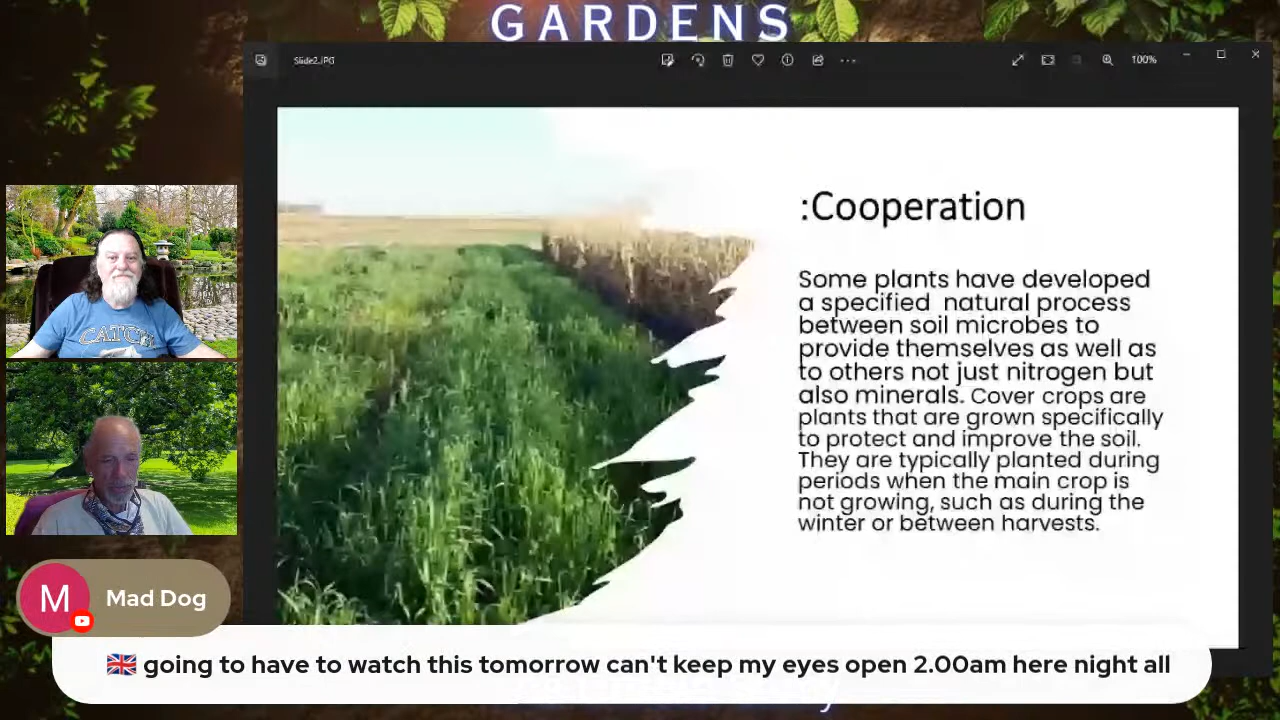 GARDENS
Slide2.JPG
100%
:Cooperation
Some plants have developed
a specified natural process
between soil microbes to
provide themselves as well as
to others not just nitrogen but
also minerals. Cover crops are
plants that are grown specifically
to protect and improve the soil.
They are typically planted during
periods when the main crop is
not growing, such as during the
winter or between harvests.
CATCH
M
Mad Dog
🇬🇧 going to have to watch this tomorrow can't keep my eyes open 2.00am here night all